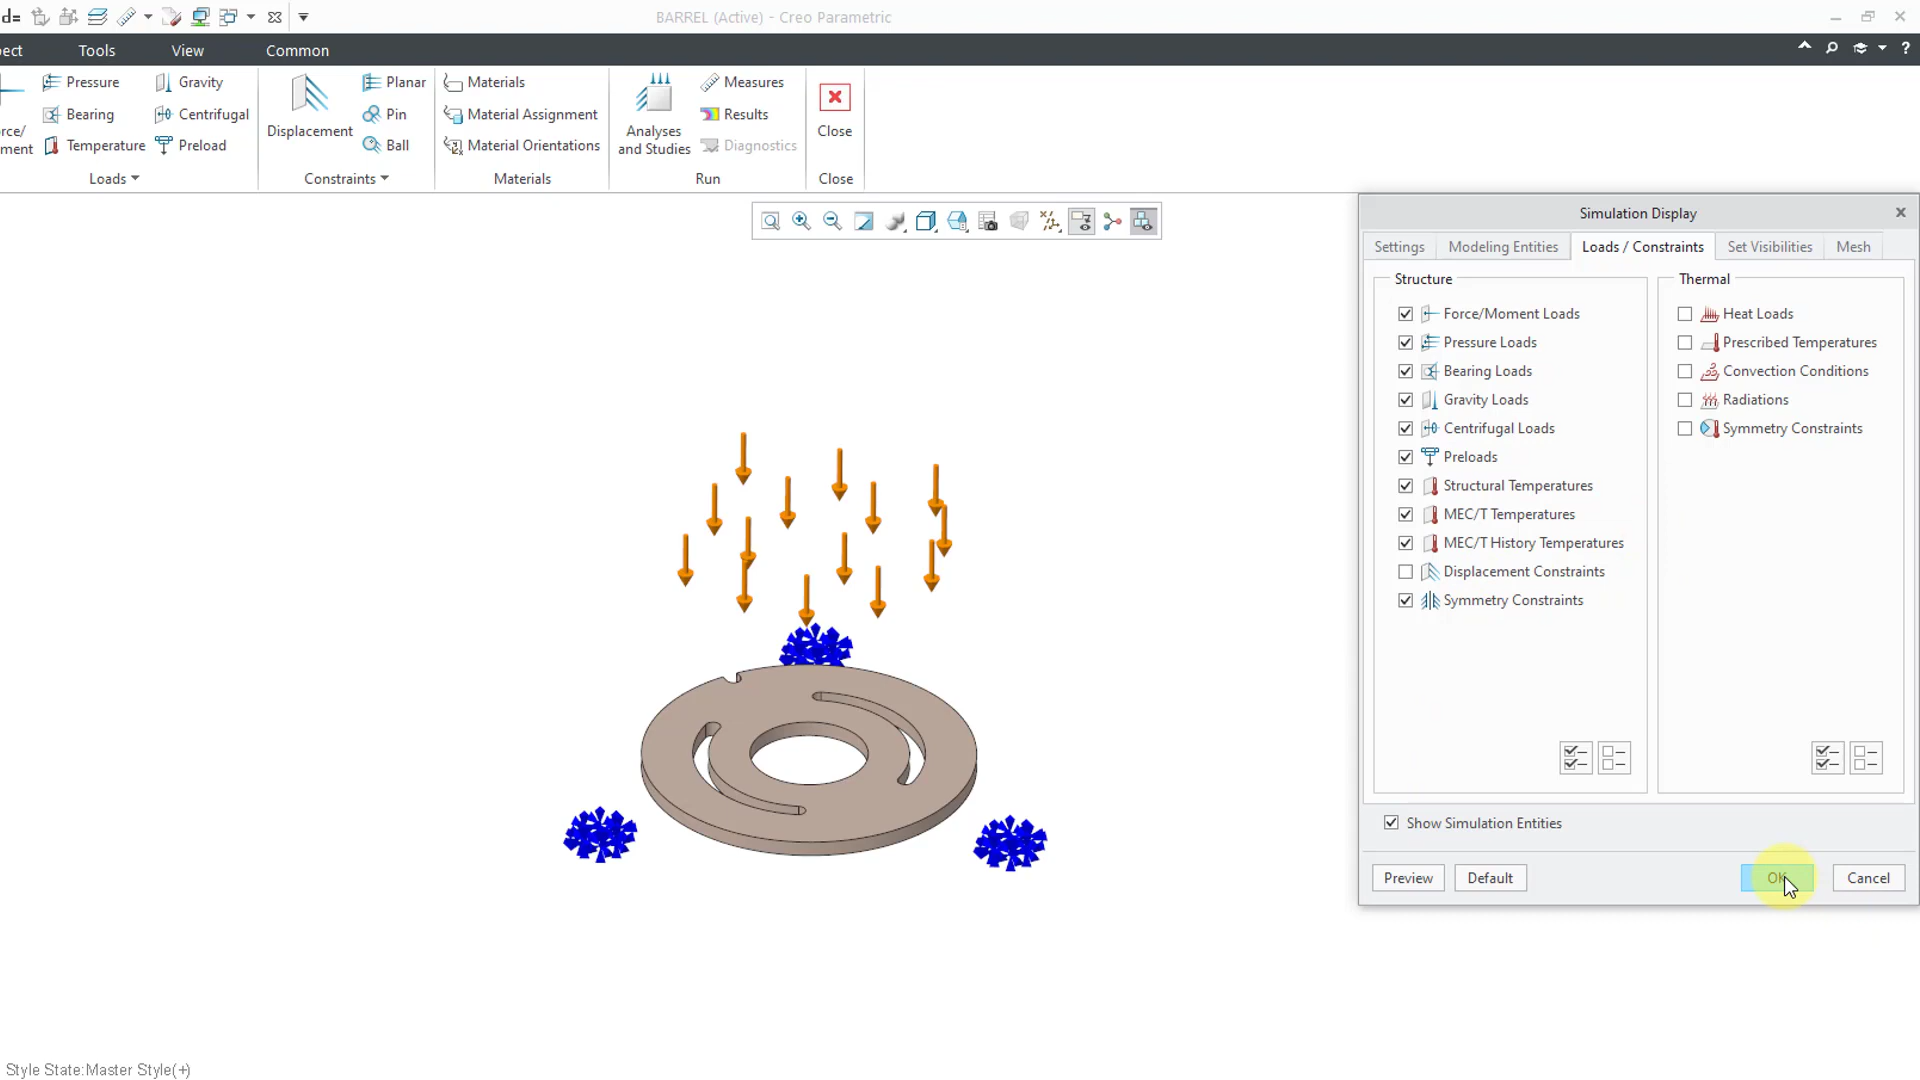 BARREL (Active) - Creo Parametric
pect Tools View Common
Pressure Gravity
Bearing Centrifugal
Temperature Preload
rce/
ment
Loads
Displacement
Planar
Pin
Ball
Constraints
Materials
Material Assignment
Material Orientations
Materials
Analyses
and Studies
Measures
Results
Diagnostics
Run
Close
Close
Simulation Display
Settings Modeling Entities Loads / Constraints Set Visibilities Mesh
Structure
Force/Moment Loads
Pressure Loads
Bearing Loads
Gravity Loads
Centrifugal Loads
Preloads
Structural Temperatures
MEC/T Temperatures
MEC/T History Temperatures
Displacement Constraints
Symmetry Constraints
Thermal
Heat Loads
Prescribed Temperatures
Convection Conditions
Radiations
Symmetry Constraints
Show Simulation Entities
Preview Default OK Cancel
Style State:Master Style(+)